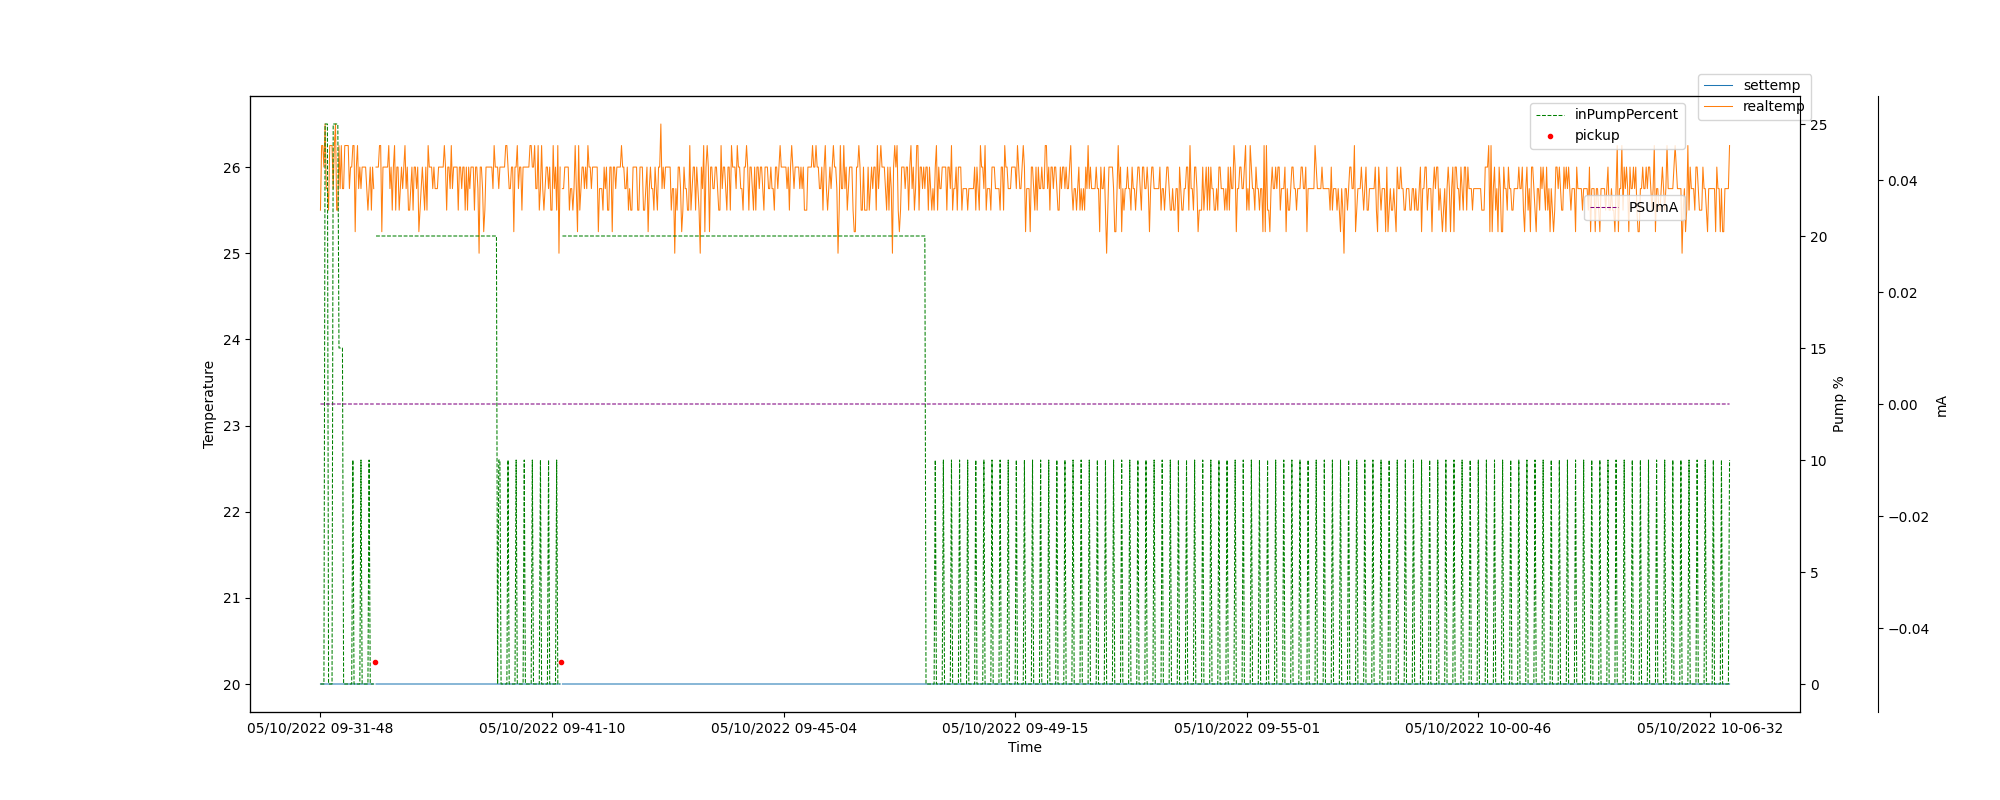 settemp
realtemp
inPumpPercent
pickup
PSUmA
26
25
24
23
22
21
20
Temperature
25
20
15
10
5
0
Pump %
0.04
0.02
0.00
−0.02
−0.04
mA
05/10/2022 09-31-48
05/10/2022 09-41-10
05/10/2022 09-45-04
05/10/2022 09-49-15
05/10/2022 09-55-01
05/10/2022 10-00-46
05/10/2022 10-06-32
Time